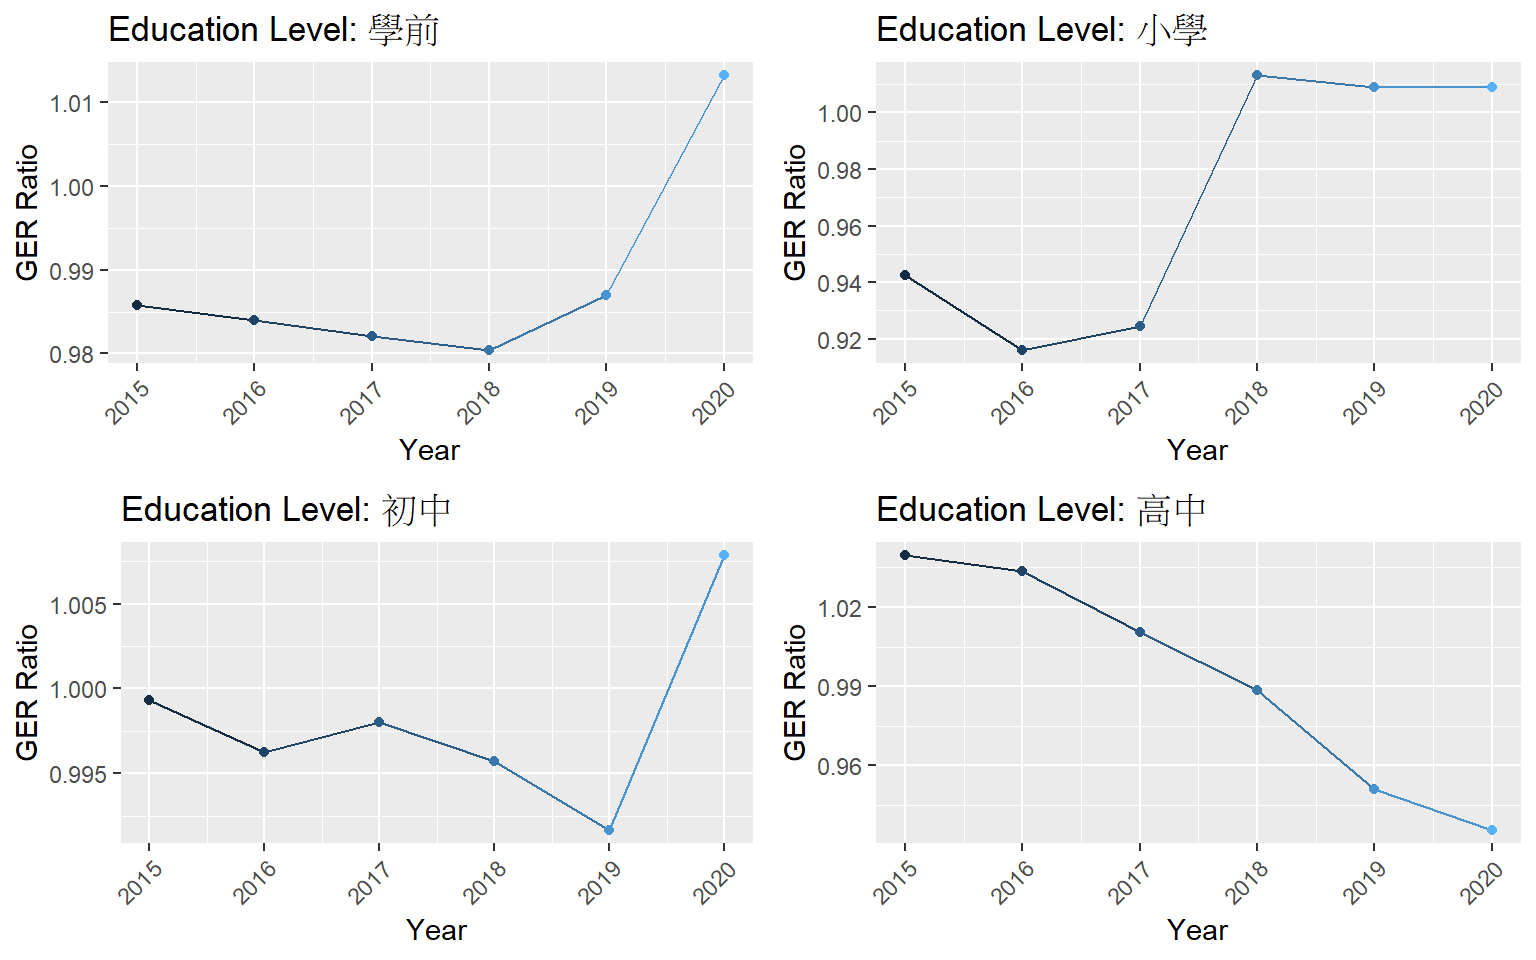 Education Level: 學前
GER Ratio
1.01
1.00
0.99
0.98
2015 2016 2017 2018 2019 2020
Year
Education Level: 小學
GER Ratio
1.00
0.98
0.96
0.94
0.92
2015 2016 2017 2018 2019 2020
Year
Education Level: 初中
GER Ratio
1.005
1.000
0.995
2015 2016 2017 2018 2019 2020
Year
Education Level: 高中
GER Ratio
1.02
0.99
0.96
2015 2016 2017 2018 2019 2020
Year